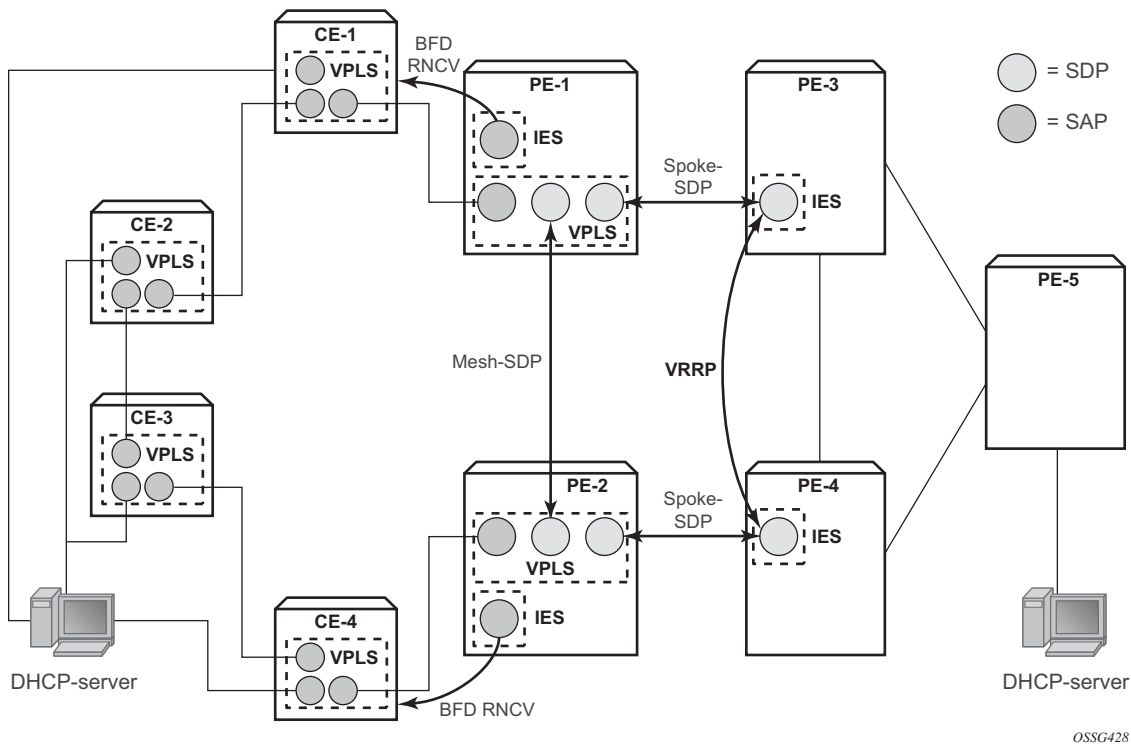 CE-1
VPLS
BFD
RNCV
PE-1
IES
VPLS
Spoke-
SDP
PE-3
IES
= SDP
= SAP
CE-2
VPLS
PE-5
Mesh-SDP
VRRP
CE-3
VPLS
PE-2
VPLS
IES
Spoke-
SDP
PE-4
IES
CE-4
VPLS
BFD RNCV
DHCP-server
DHCP-server
OSSG428